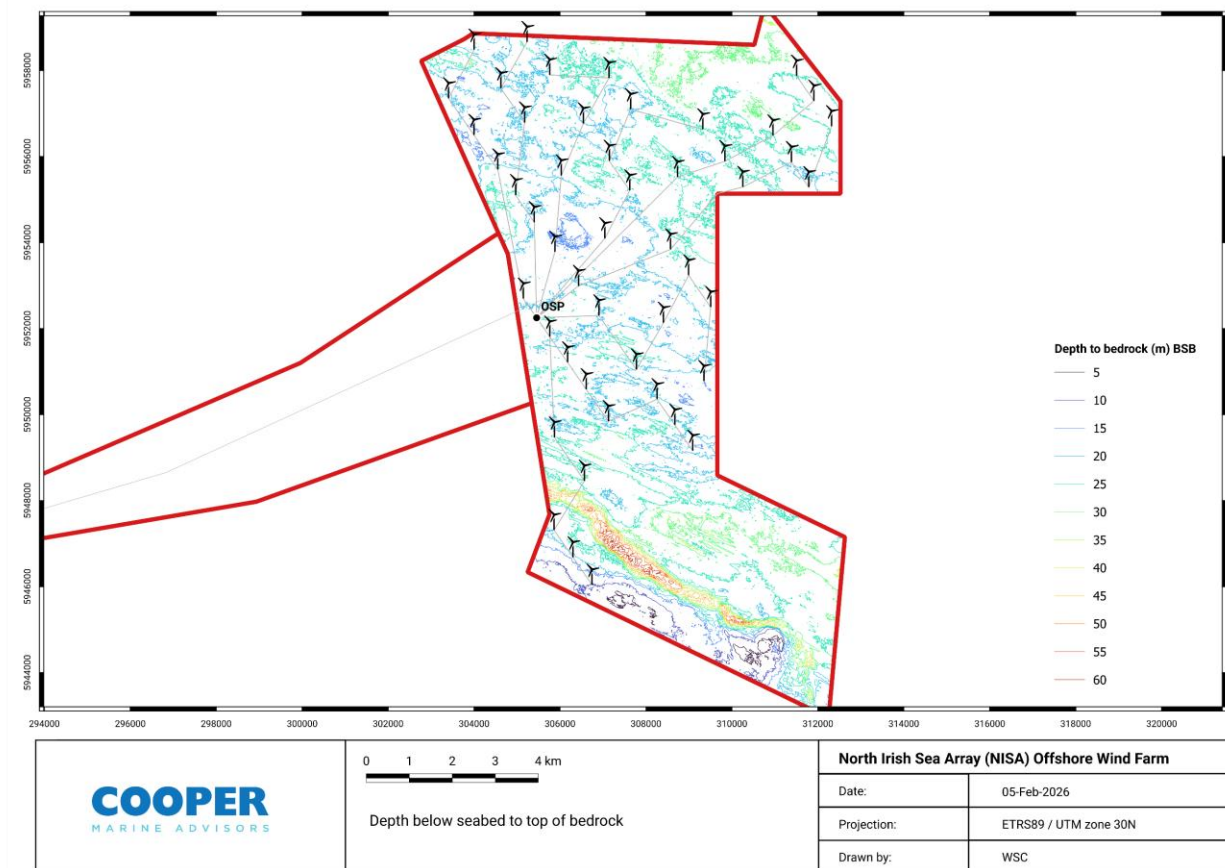 5958000
5956000
5954000
5952000
5950000
5948000
5946000
5944000
OSP
Depth to bedrock (m) BSB
5
10
15
20
25
30
35
40
45
50
55
60
294000 296000 298000 300000 302000 304000 306000 308000 310000 312000 314000 316000 318000 320000
COOPER
MARINE ADVISORS
0 1 2 3 4 km
Depth below seabed to top of bedrock
North Irish Sea Array (NISA) Offshore Wind Farm
Date: 05-Feb-2026
Projection: ETRS89 / UTM zone 30N
Drawn by: WSC